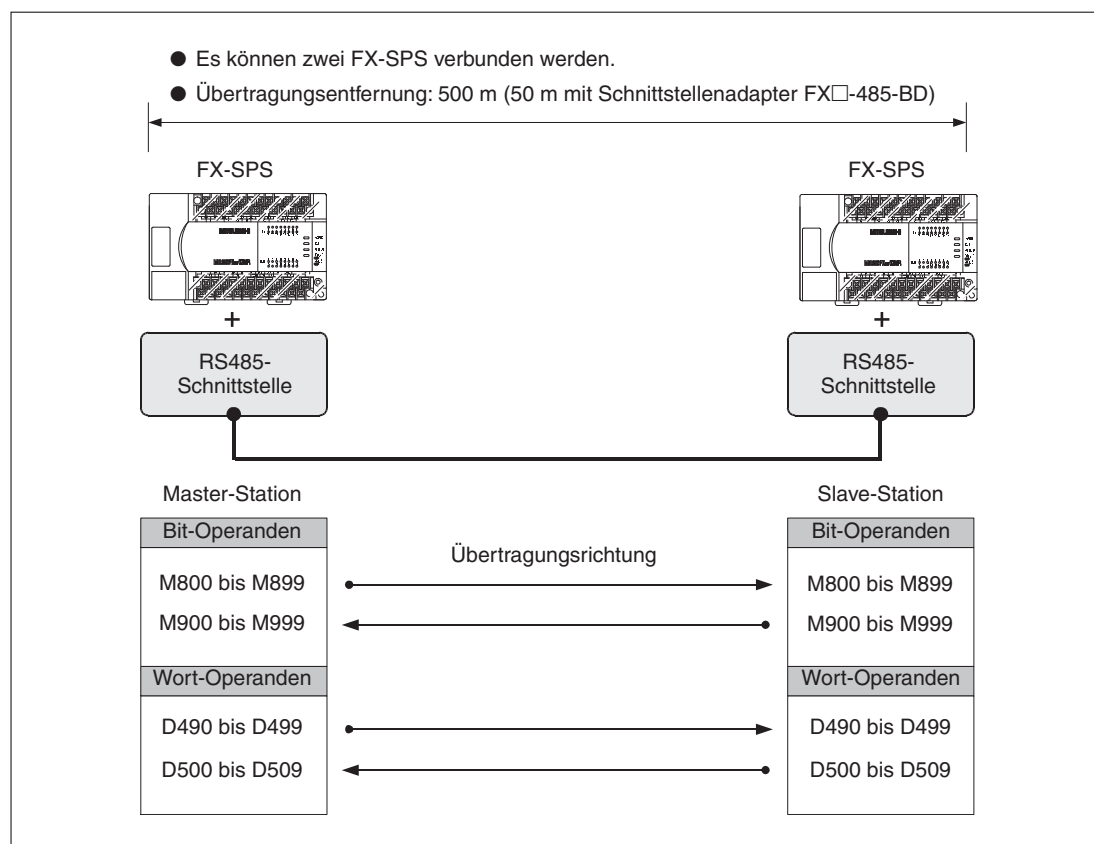 ● Es können zwei FX-SPS verbunden werden.
● Übertragungsentfernung: 500 m (50 m mit Schnittstellenadapter FX□-485-BD)
FX-SPS
FX-SPS
MITSUBISHI
MITSUBISHI
+
+
RS485-
Schnittstelle
RS485-
Schnittstelle
Master-Station
Slave-Station
Bit-Operanden
Bit-Operanden
Übertragungsrichtung
M800 bis M899
M800 bis M899
M900 bis M999
M900 bis M999
Wort-Operanden
Wort-Operanden
D490 bis D499
D490 bis D499
D500 bis D509
D500 bis D509